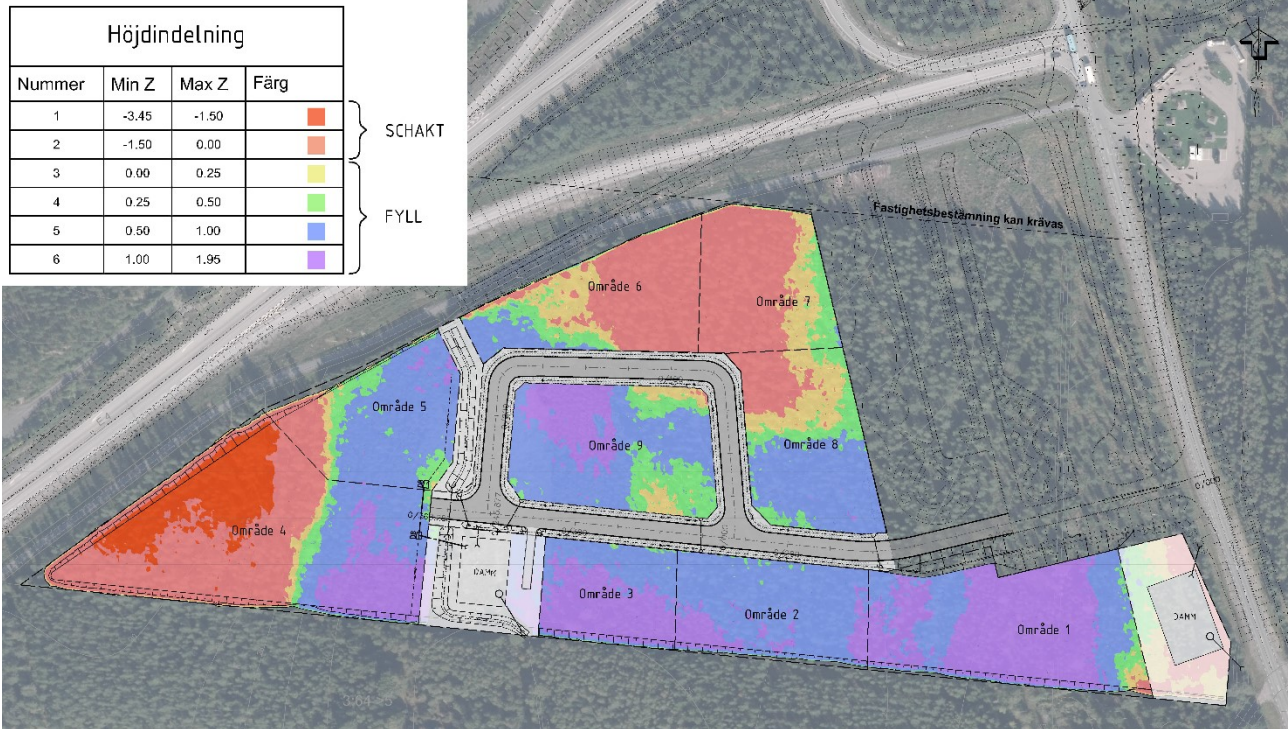 Höjdindelning
Nummer Min Z Max Z Färg
1 -3.45 -1.50
2 -1.50 0.00
SCHAKT
3 0.00 0.25
4 0.25 0.50
5 0.50 1.00
6 1.00 1.95
FYLL
Fastighetsbestämning kan krävas
Område 6
Område 7
Område 5
Område 9
Område 8
Område 4
DAMM
Område 3
Område 2
Område 1
DAMM